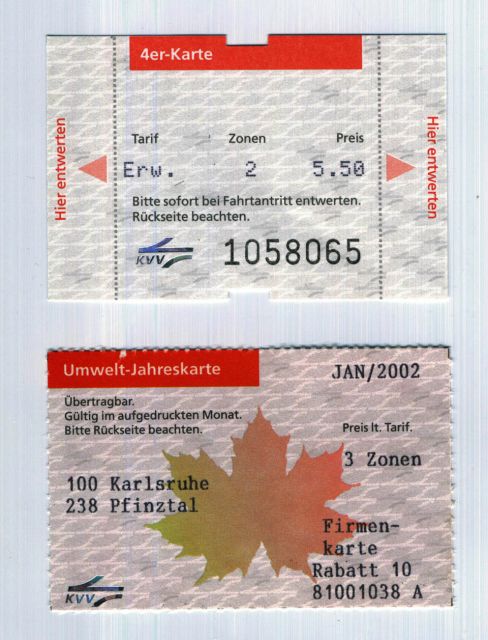 4er-Karte
Hier entwerten
Hier entwerten
Tarif Zonen Preis
Erw. 2 5.50
Bitte sofort bei Fahrtantritt entwerten.
Rückseite beachten.
KVV 1058065
Umwelt-Jahreskarte JAN/2002
Übertragbar.
Gültig im aufgedruckten Monat.
Bitte Rückseite beachten. Preis lt. Tarif.
3 Zonen
100 Karlsruhe
238 Pfinztal
Firmen-
karte
Rabatt 10
KVV 81001038 A